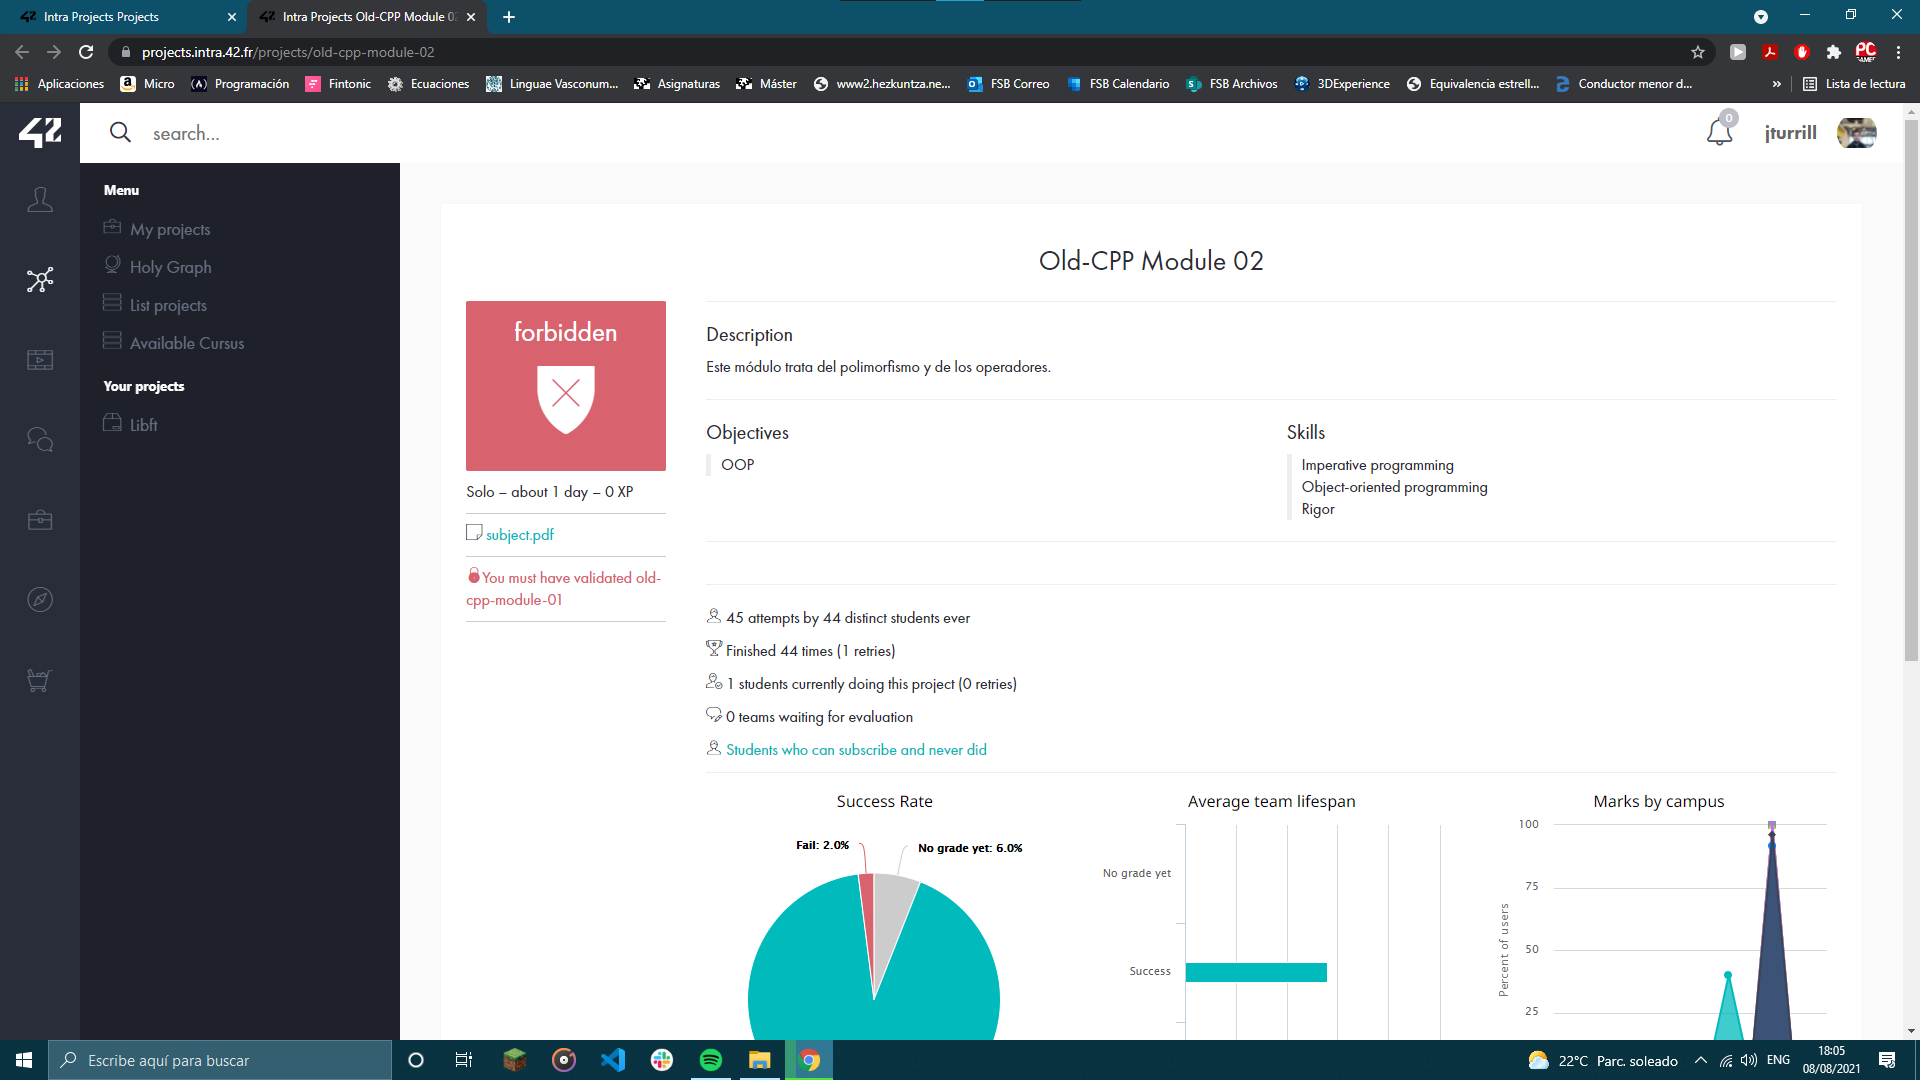 Intra Projects Projects
Intra Projects Old-CPP Module 02
projects.intra.42.fr/projects/old-cpp-module-02
Aplicaciones
Micro
Programación
Fintonic
Ecuaciones
Linguae Vasconum...
Asignaturas
Máster
www2.hezkuntza.ne...
FSB Correo
FSB Calendario
FSB Archivos
3DExperience
Equivalencia estrell...
Conductor menor d...
»
Lista de lectura
42
search...
0
jturrill
Menu
My projects
Holy Graph
List projects
Available Cursus
Your projects
Libft
Old-CPP Module 02
forbidden
Solo – about 1 day – 0 XP
subject.pdf
You must have validated old-
cpp-module-01
Description
Este módulo trata del polimorfismo y de los operadores.
Objectives
OOP
Skills
Imperative programming
Object-oriented programming
Rigor
45 attempts by 44 distinct students ever
Finished 44 times (1 retries)
1 students currently doing this project (0 retries)
0 teams waiting for evaluation
Students who can subscribe and never did
Success Rate
Fail: 2.0%
No grade yet: 6.0%
Average team lifespan
No grade yet
Success
Marks by campus
Percent of users
100
75
50
25
Escribe aquí para buscar
22°C Parc. soleado
ENG
18:05
08/08/2021